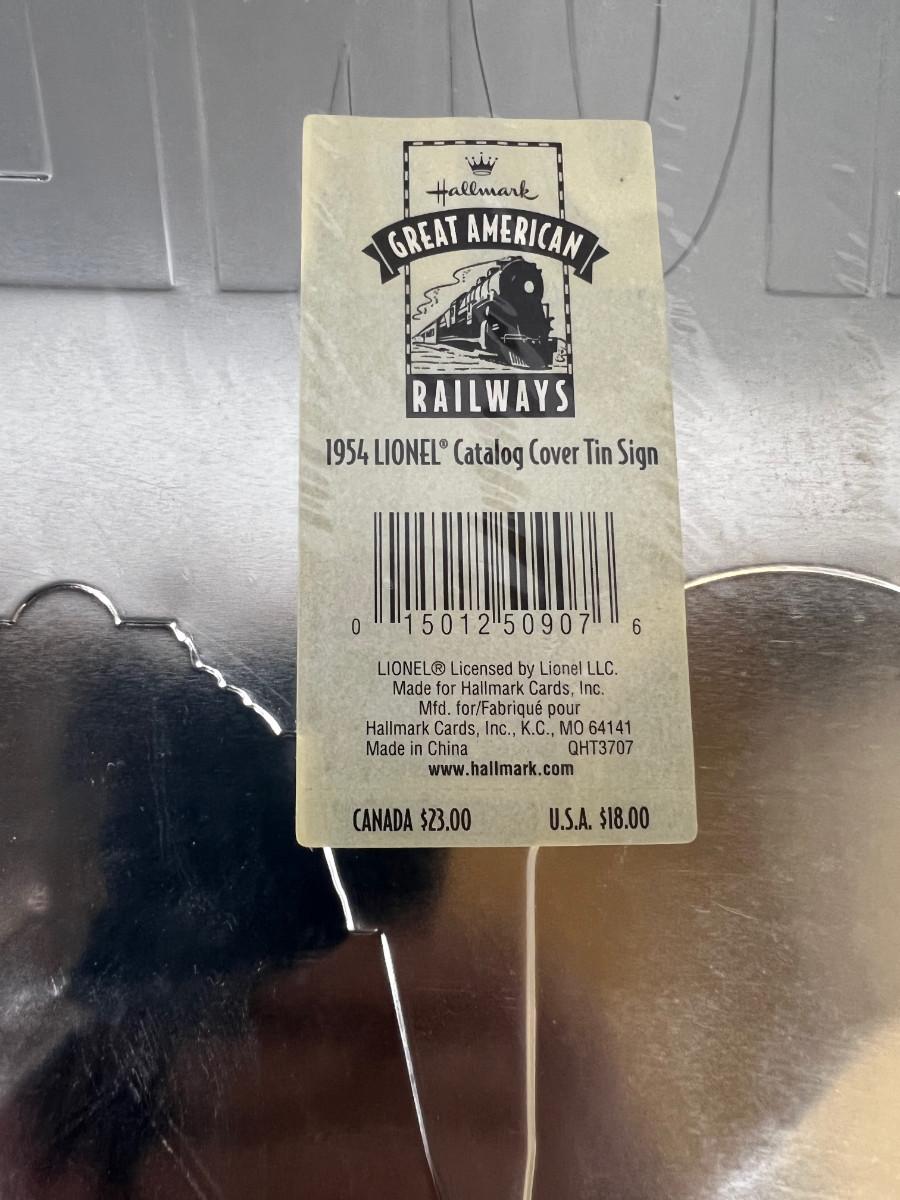 Hallmark
GREAT AMERICAN
RAILWAYS
1954 LIONEL® Catalog Cover Tin Sign
0 15012 50907 6
LIONEL® Licensed by Lionel LLC.
Made for Hallmark Cards, Inc.
Mfd. for/Fabriqué pour
Hallmark Cards, Inc., K.C., MO 64141
Made in China QHT3707
www.hallmark.com
CANADA $23.00 U.S.A. $18.00